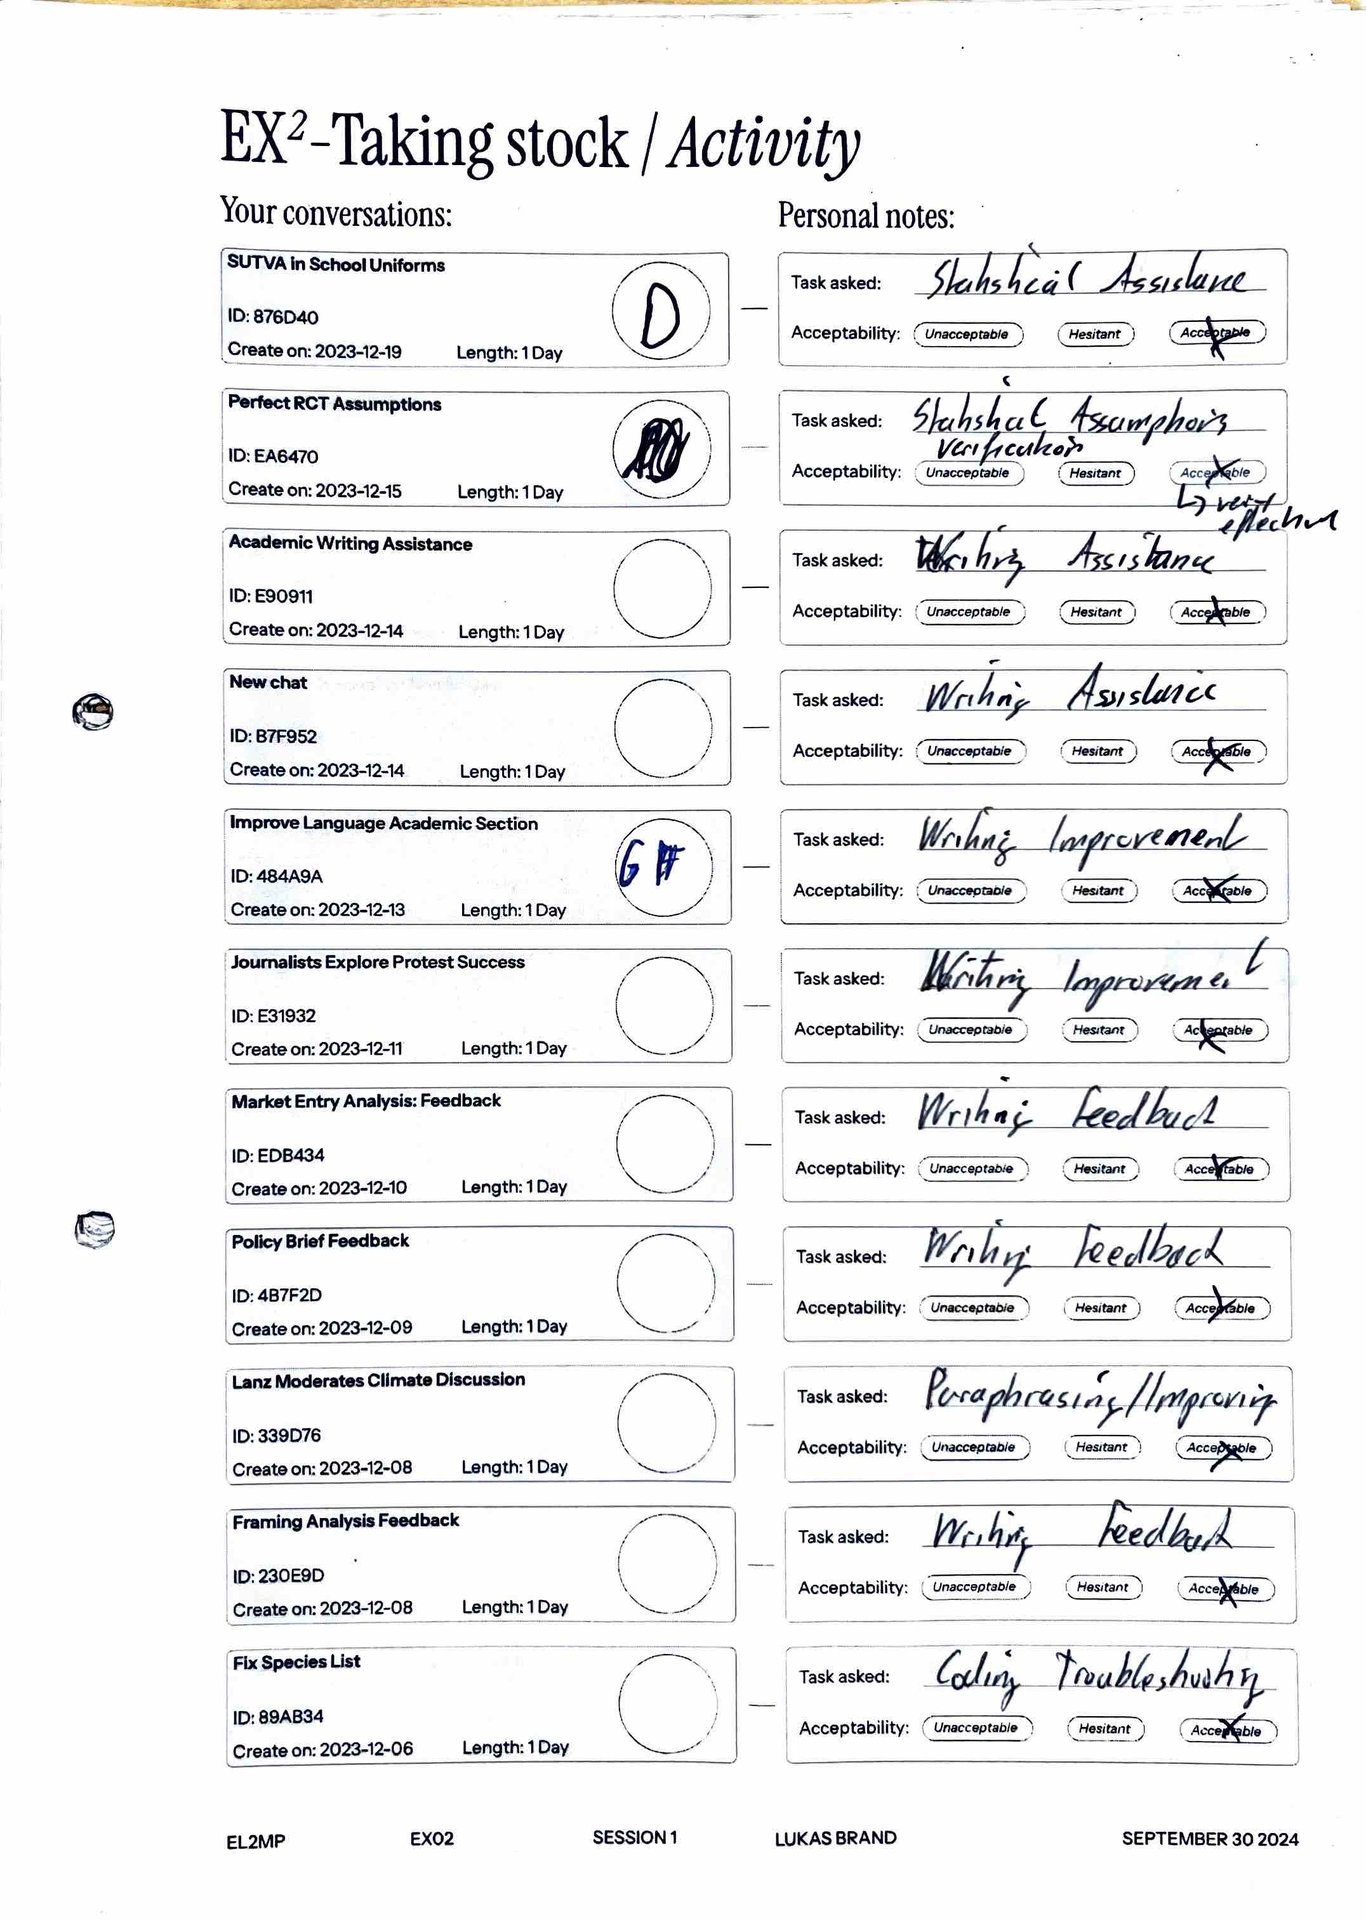 EX²-Taking stock / Activity
Your conversations:
Personal notes:
SUTVA in School Uniforms
ID: 876D40
Create on: 2023-12-19 Length: 1 Day
D
Task asked: Statistical Assistance
Acceptability: Unacceptable Hesitant Acceptable
Perfect RCT Assumptions
ID: EA6470
Create on: 2023-12-15 Length: 1 Day
Task asked: Statistical Assumptions
verification
Acceptability: Unacceptable Hesitant Acceptable
↳ very
effective
Academic Writing Assistance
ID: E90911
Create on: 2023-12-14 Length: 1 Day
Task asked: Writing Assistance
Acceptability: Unacceptable Hesitant Acceptable
New chat
ID: B7F952
Create on: 2023-12-14 Length: 1 Day
Task asked: Writing Assistance
Acceptability: Unacceptable Hesitant Acceptable
Improve Language Academic Section
ID: 484A9A
Create on: 2023-12-13 Length: 1 Day
G
Task asked: Writing Improvement
Acceptability: Unacceptable Hesitant Acceptable
Journalists Explore Protest Success
ID: E31932
Create on: 2023-12-11 Length: 1 Day
Task asked: Writing Improvement
Acceptability: Unacceptable Hesitant Acceptable
Market Entry Analysis: Feedback
ID: EDB434
Create on: 2023-12-10 Length: 1 Day
Task asked: Writing Feedback
Acceptability: Unacceptable Hesitant Acceptable
Policy Brief Feedback
ID: 4B7F2D
Create on: 2023-12-09 Length: 1 Day
Task asked: Writing Feedback
Acceptability: Unacceptable Hesitant Acceptable
Lanz Moderates Climate Discussion
ID: 339D76
Create on: 2023-12-08 Length: 1 Day
Task asked: Paraphrasing/Improving
Acceptability: Unacceptable Hesitant Acceptable
Framing Analysis Feedback
ID: 230E9D
Create on: 2023-12-08 Length: 1 Day
Task asked: Writing Feedback
Acceptability: Unacceptable Hesitant Acceptable
Fix Species List
ID: 89AB34
Create on: 2023-12-06 Length: 1 Day
Task asked: Coding Troubleshooting
Acceptability: Unacceptable Hesitant Acceptable
EL2MP EX02 SESSION 1 LUKAS BRAND SEPTEMBER 30 2024